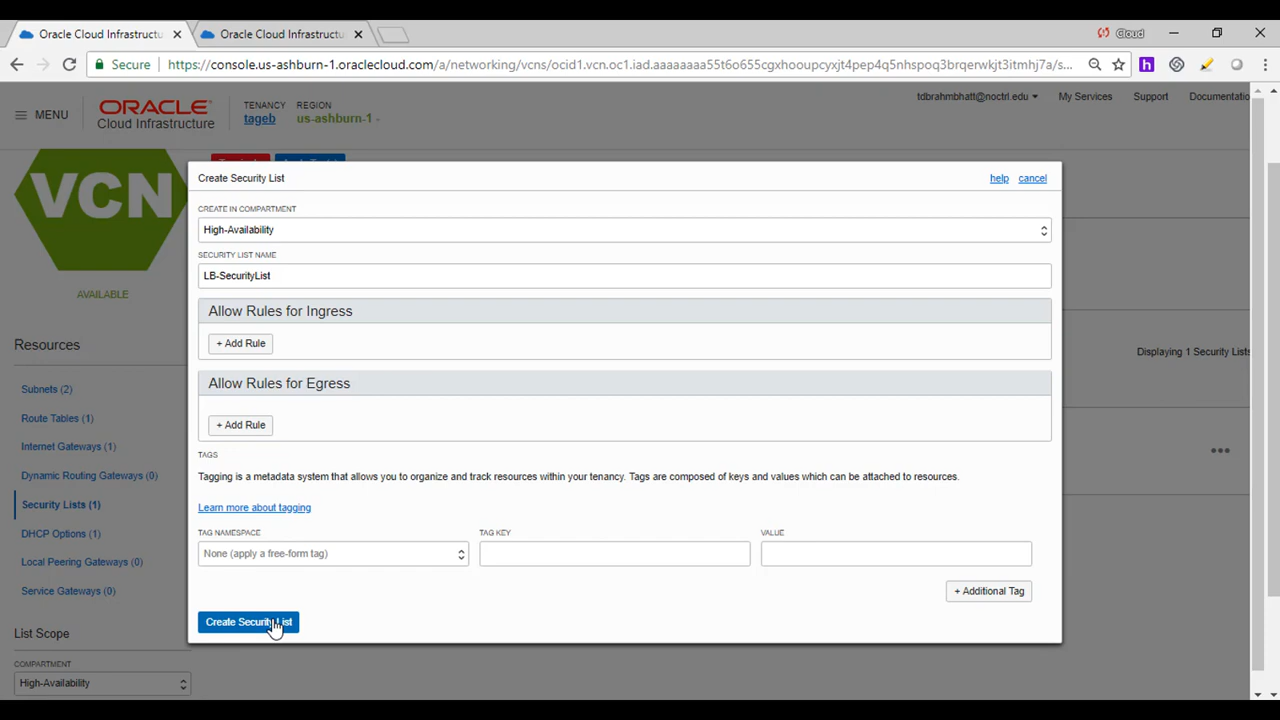 Oracle Cloud Infrastructu
Oracle Cloud Infrastructu
Cloud
Secure
https://console.us-ashburn-1.oraclecloud.com/a/networking/vcns/ocid1.vcn.oc1.iad.aaaaaaaa55t6o655cgxhooupcyxjt4pep4q5nhspoq3brqerwkjt3itmhj7a/s...
MENU
ORACLE
Cloud Infrastructure
TENANCY
tageb
REGION
us-ashburn-1
tdbrahmbhatt@noctrl.edu
My Services
Support
Documentatio
VCN
AVAILABLE
Resources
Subnets (2)
Route Tables (1)
Internet Gateways (1)
Dynamic Routing Gateways (0)
Security Lists (1)
DHCP Options (1)
Local Peering Gateways (0)
Service Gateways (0)
List Scope
COMPARTMENT
High-Availability
Displaying 1 Security Lists
Create Security List
help
cancel
CREATE IN COMPARTMENT
High-Availability
SECURITY LIST NAME
LB-SecurityList
Allow Rules for Ingress
+ Add Rule
Allow Rules for Egress
+ Add Rule
TAGS
Tagging is a metadata system that allows you to organize and track resources within your tenancy. Tags are composed of keys and values which can be attached to resources.
Learn more about tagging
TAG NAMESPACE
None (apply a free-form tag)
TAG KEY
VALUE
+ Additional Tag
Create Security List